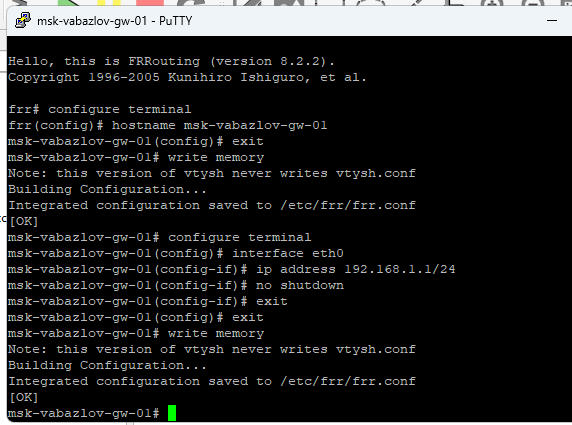 msk-vabazlov-gw-01 - PuTTY
Hello, this is FRRouting (version 8.2.2).
Copyright 1996-2005 Kunihiro Ishiguro, et al.
frr# configure terminal
frr(config)# hostname msk-vabazlov-gw-01
msk-vabazlov-gw-01(config)# exit
msk-vabazlov-gw-01# write memory
Note: this version of vtysh never writes vtysh.conf
Building Configuration...
Integrated configuration saved to /etc/frr/frr.conf
[OK]
msk-vabazlov-gw-01# configure terminal
msk-vabazlov-gw-01(config)# interface eth0
msk-vabazlov-gw-01(config-if)# ip address 192.168.1.1/24
msk-vabazlov-gw-01(config-if)# no shutdown
msk-vabazlov-gw-01(config-if)# exit
msk-vabazlov-gw-01(config)# exit
msk-vabazlov-gw-01# write memory
Note: this version of vtysh never writes vtysh.conf
Building Configuration...
Integrated configuration saved to /etc/frr/frr.conf
[OK]
msk-vabazlov-gw-01#